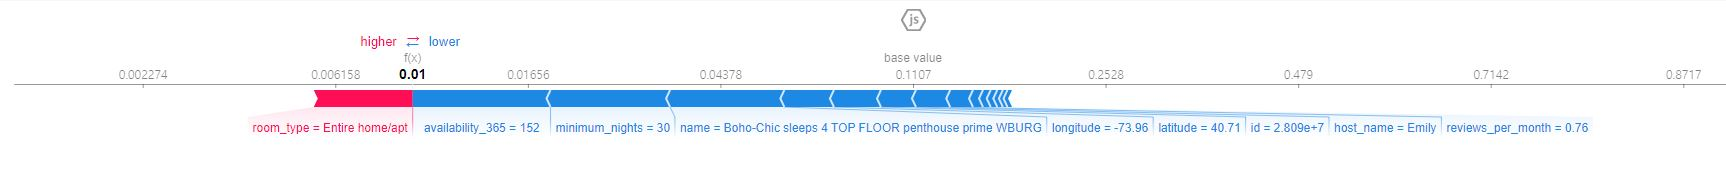 js
higher ⇄ lower
f(x) base value
0.002274 0.006158 0.01 0.01656 0.04378 0.1107 0.2528 0.479 0.7142 0.8717
room_type = Entire home/apt availability_365 = 152 minimum_nights = 30 name = Boho-Chic sleeps 4 TOP FLOOR penthouse prime WBURG longitude = -73.96 latitude = 40.71 id = 2.809e+7 host_name = Emily reviews_per_month = 0.76